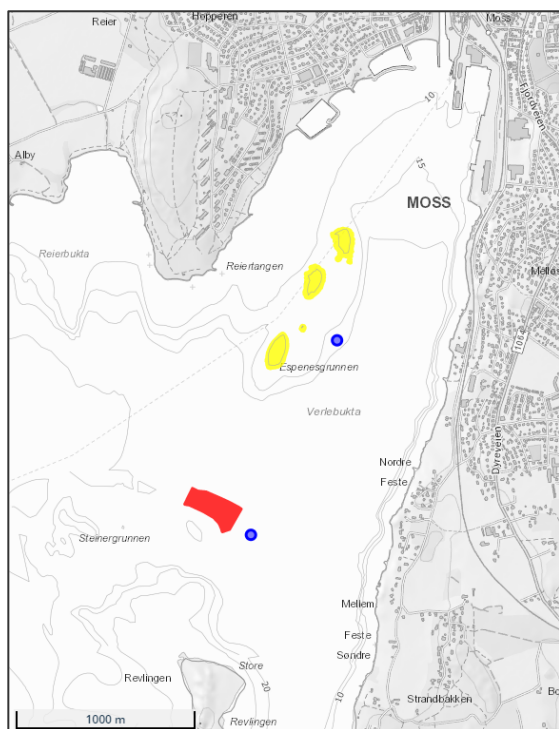 Hopperen
Reier
Moss
Fjordveien
10
Alby
15
MOSS
Reierbukta
Reiertangen
1066
Espenesgrunnen
Verlebukta
Dyreveien
Nordre
Feste
Steinergrunnen
Mellem
Feste
Søndre
Store
Revlingen
20
10
Strandbakken
Revlingen
1000 m